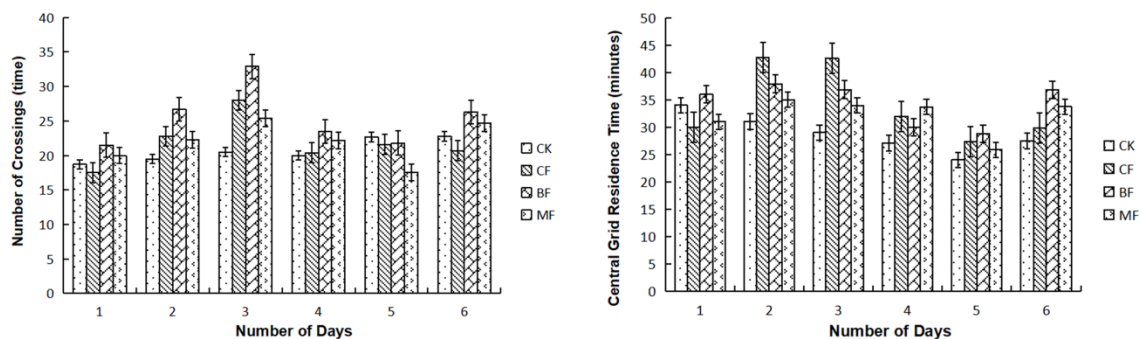 Number of Crossings (time)
40
35
30
25
20
15
10
5
0
1 2 3 4 5 6
Number of Days
CK
CF
BF
MF
Central Grid Residence Time (minutes)
50
45
40
35
30
25
20
15
10
5
0
1 2 3 4 5 6
Number of Days
CK
CF
BF
MF